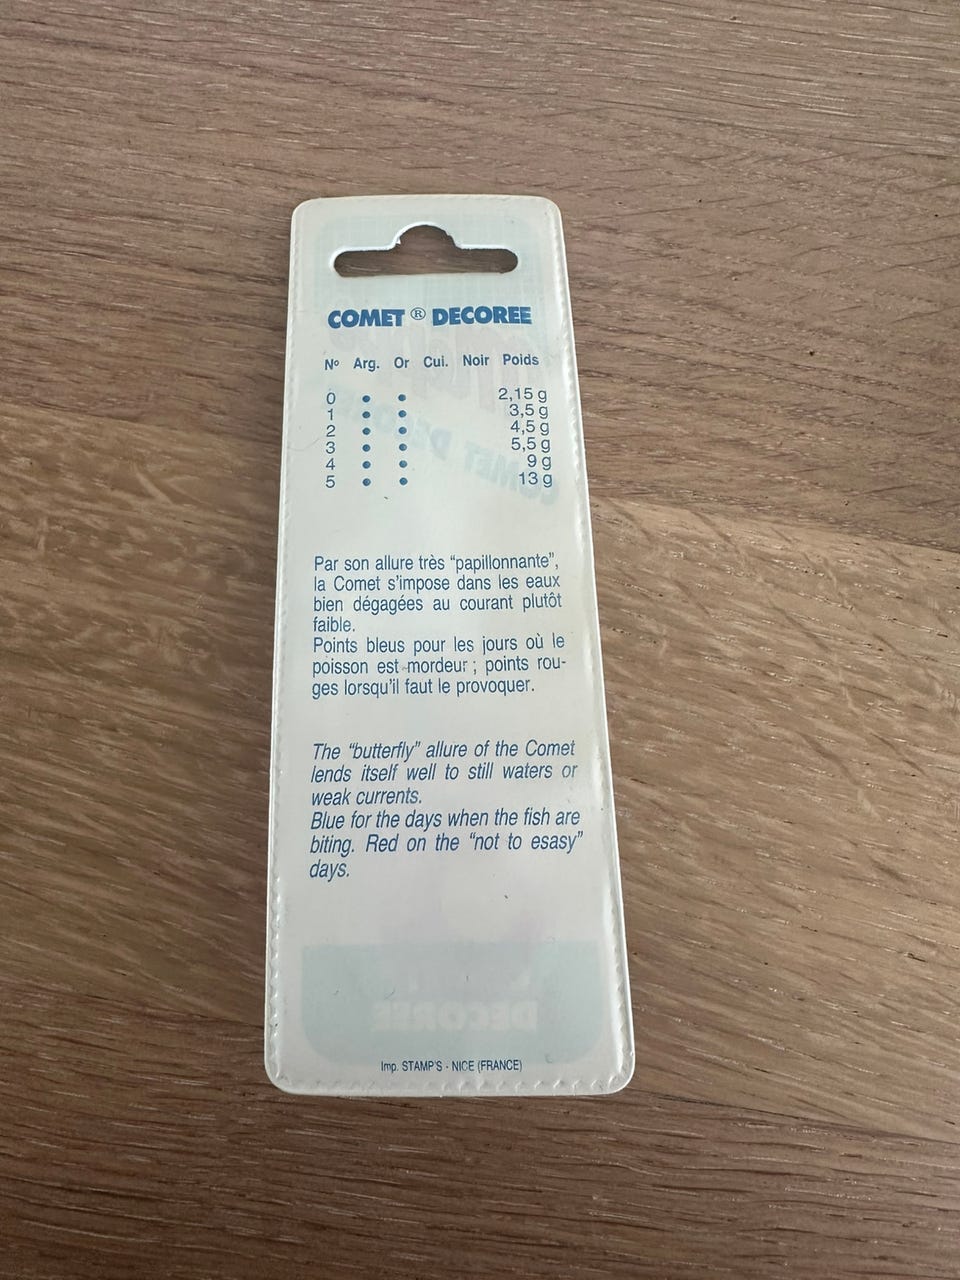 COMET ® DECOREE
Nº Arg. Or Cui. Noir Poids
0 • • 2,15 g
1 • • 3,5 g
2 • • 4,5 g
3 • • 5,5 g
4 • • 9 g
5 • • 13 g
Par son allure très “papillonnante”,
la Comet s’impose dans les eaux
bien dégagées au courant plutôt
faible.
Points bleus pour les jours où le
poisson est mordeur ; points rou-
ges lorsqu’il faut le provoquer.
The “butterfly” allure of the Comet
lends itself well to still waters or
weak currents.
Blue for the days when the fish are
biting. Red on the “not to esasy”
days.
DECOREE
Imp. STAMP’S - NICE (FRANCE)